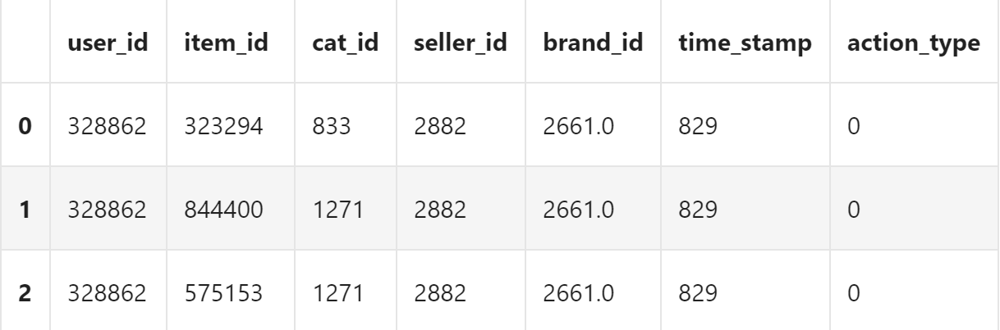 user_id item_id cat_id seller_id brand_id time_stamp action_type
0 328862 323294 833 2882 2661.0 829 0
1 328862 844400 1271 2882 2661.0 829 0
2 328862 575153 1271 2882 2661.0 829 0